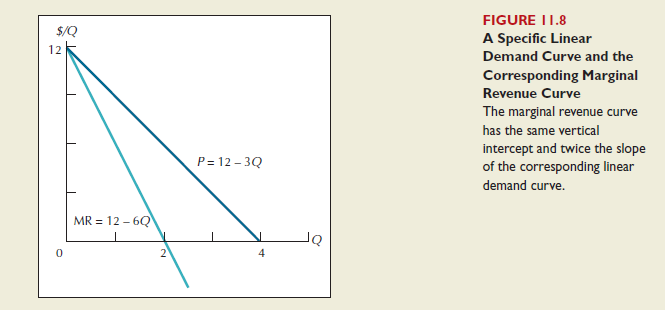 $/Q
12
P = 12 – 3Q
MR = 12 – 6Q
Q
0
2
4
FIGURE 11.8
A Specific Linear
Demand Curve and the
Corresponding Marginal
Revenue Curve
The marginal revenue curve
has the same vertical
intercept and twice the slope
of the corresponding linear
demand curve.